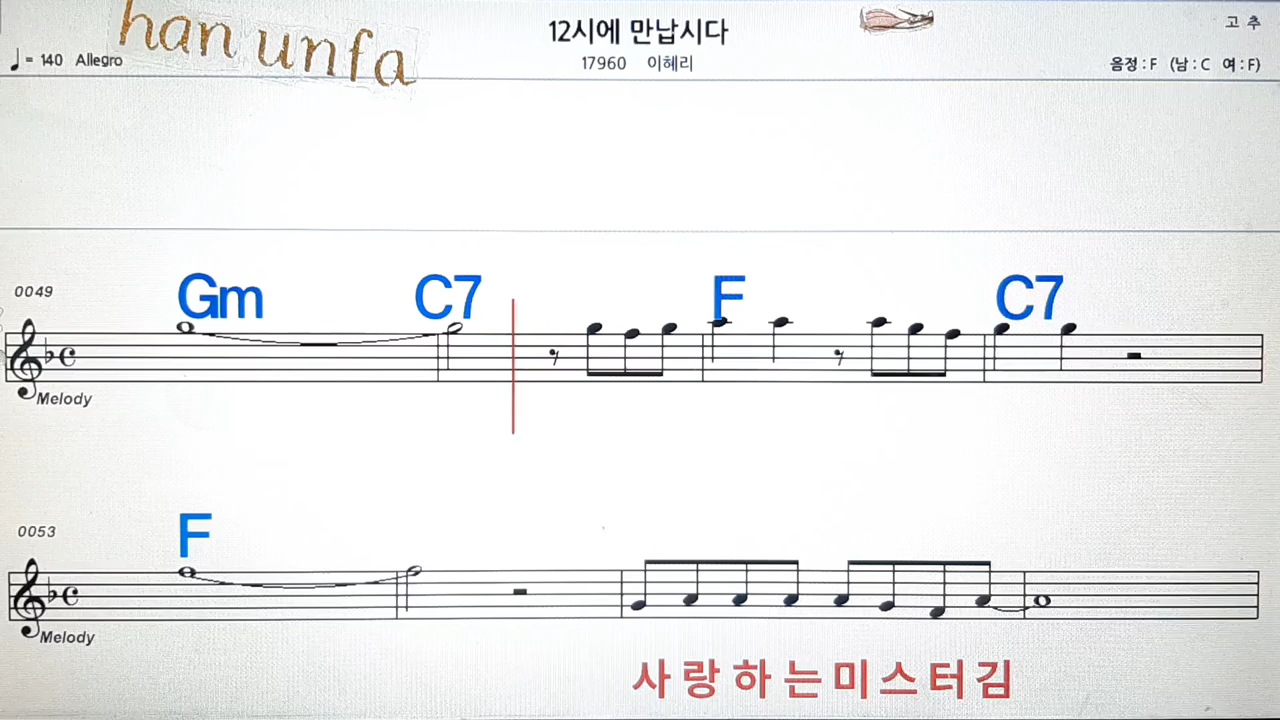 han unfa
12시에 만납시다
고 추
♩= 140 Allegro
17960 이혜리
음정 : F (남 : C 여 : F)
0049
Gm C7 F C7
Melody
0053
F
Melody
사랑하는미스터김